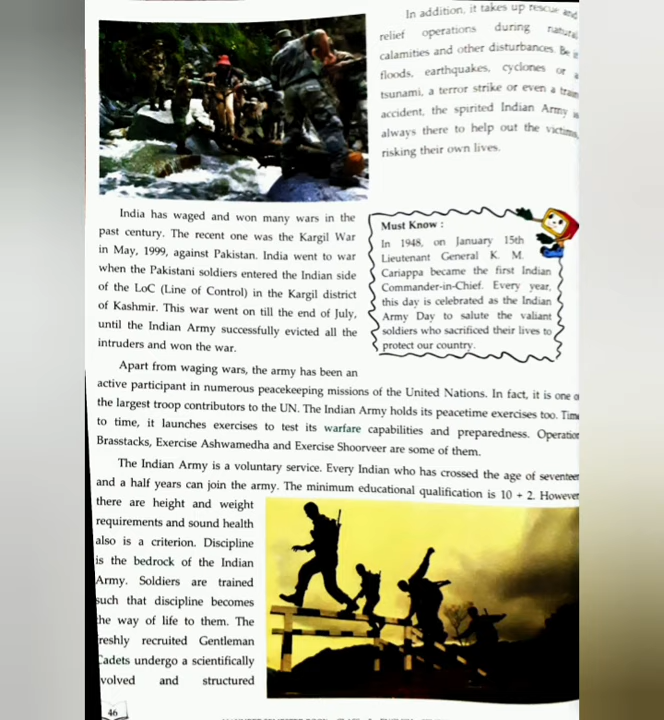 In addition, it takes up rescue and
relief operations during natural
calamities and other disturbances. Be it
floods, earthquakes, cyclones or a
tsunami, a terror strike or even a train
accident, the spirited Indian Army is
always there to help out the victims,
risking their own lives.
India has waged and won many wars in the
past century. The recent one was the Kargil War
in May, 1999, against Pakistan. India went to war
when the Pakistani soldiers entered the Indian side
of the LoC (Line of Control) in the Kargil district
of Kashmir. This war went on till the end of July,
until the Indian Army successfully evicted all the
intruders and won the war.
Must Know :
In 1948, on January 15th
Lieutenant General K. M.
Cariappa became the first Indian
Commander-in-Chief. Every year,
this day is celebrated as the Indian
Army Day to salute the valiant
soldiers who sacrificed their lives to
protect our country.
Apart from waging wars, the army has been an
active participant in numerous peacekeeping missions of the United Nations. In fact, it is one o
the largest troop contributors to the UN. The Indian Army holds its peacetime exercises too. Time
to time, it launches exercises to test its warfare capabilities and preparedness. Operation
Brasstacks, Exercise Ashwamedha and Exercise Shoorveer are some of them.
The Indian Army is a voluntary service. Every Indian who has crossed the age of seventeen
and a half years can join the army. The minimum educational qualification is 10 + 2. However
there are height and weight
requirements and sound health
also is a criterion. Discipline
is the bedrock of the Indian
Army. Soldiers are trained
such that discipline becomes
the way of life to them. The
freshly recruited Gentleman
Cadets undergo a scientifically
volved and structured
46